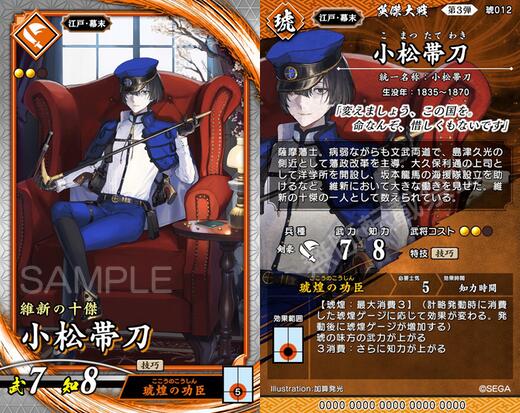 江戸・幕末
SAMPLE
維新の十傑
小松帯刀
技巧
武7 知8
ここうのこうしん
琥煌の功臣
5
琥
江戸・幕末
英傑大戦
第3弾
琥012
こまつ たてわき
小松帯刀
統一名称:小松帯刀
生没年:1835～1870
「変えましょう、この国を。
命なんぞ、惜しくもないです」
薩摩藩士。病弱ながらも文武両道で、島津久光の
側近として藩政改革を主導。大久保利通の上司と
して洋学所を開設し、坂本龍馬の海援隊設立を助
けるなど、維新において大きな働きを見せた。維
新の十傑の一人として数えられている。
兵種 武力 知力 武将コスト
剣豪 7 8 特技 技巧
ここうのこうしん 必要士気 効果時間
琥煌の功臣 5 知力時間
効果範囲
【琥煌:最大消費3】(計略発動時に消費
した琥煌ゲージに応じて効果が変わる。発
動後に琥煌ゲージが増加する)
琥の味方の武力が上がる
3消費:さらに知力が上がる
Illustration:加算発光
©SEGA
0000 0000 0000 0000 0000